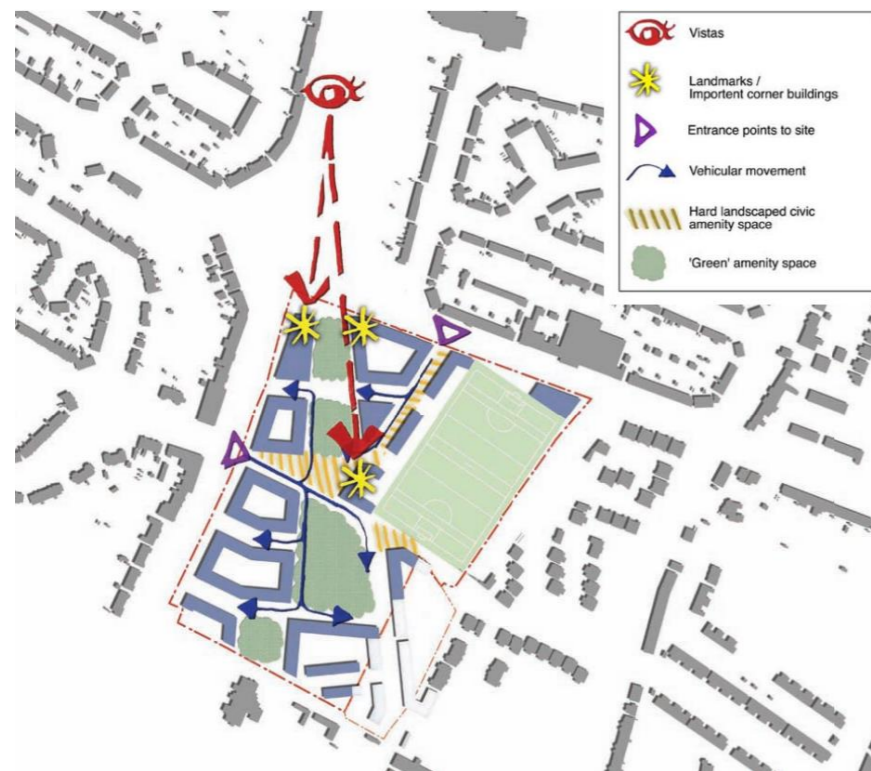 Vistas
Landmarks /
Importent corner buildings
Entrance points to site
Vehicular movement
Hard landscaped civic
amenity space
'Green' amenity space